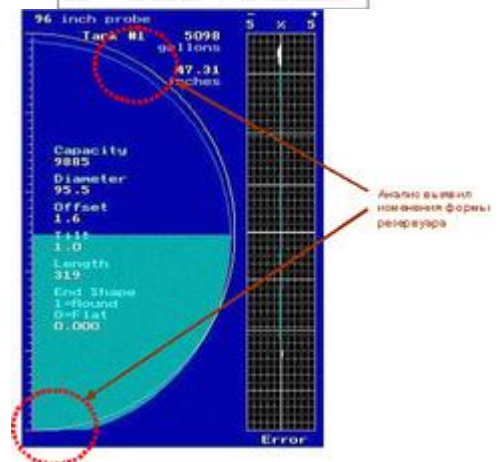 96 inch probe
Tank #1 5098
gallons
47.31
inches
5 % 5
Capacity
9885
Diameter
95.5
Offset
1.6
Tilt
1.0
Length
319
End Shape
1=Round
0=Flat
0.000
Анализ выявил
изменения формы
резервуара
Error